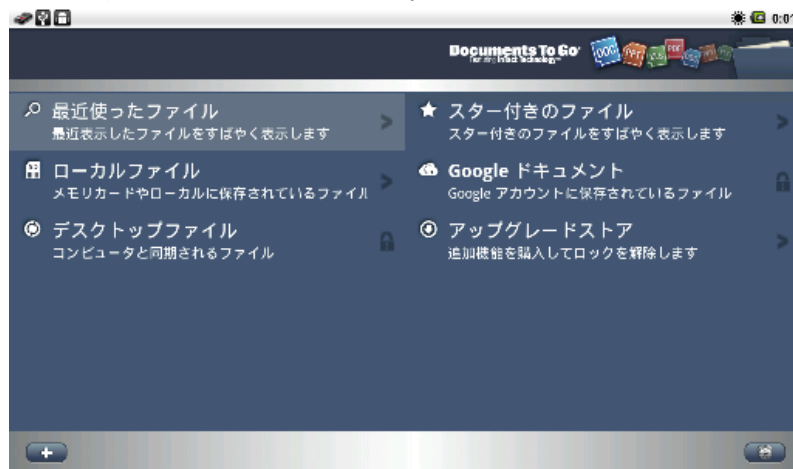 Documents To Go
最近使ったファイル
最近表示したファイルをすばやく表示します
スター付きのファイル
スター付きのファイルをすばやく表示します
ローカルファイル
メモリカードやローカルに保存されているファイル
Google ドキュメント
Google アカウントに保存されているファイル
デスクトップファイル
コンピュータと同期されるファイル
アップグレードストア
追加機能を購入してロックを解除します